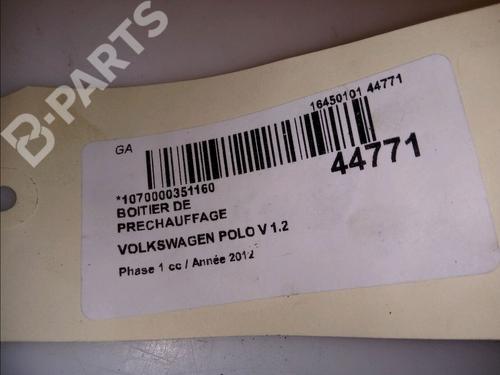 B-PARTS
GA
16450101 44771
44771
*1070000351160
BOITIER DE
PRECHAUFFAGE
VOLKSWAGEN POLO V 1.2
Phase 1 cc / Année 2012